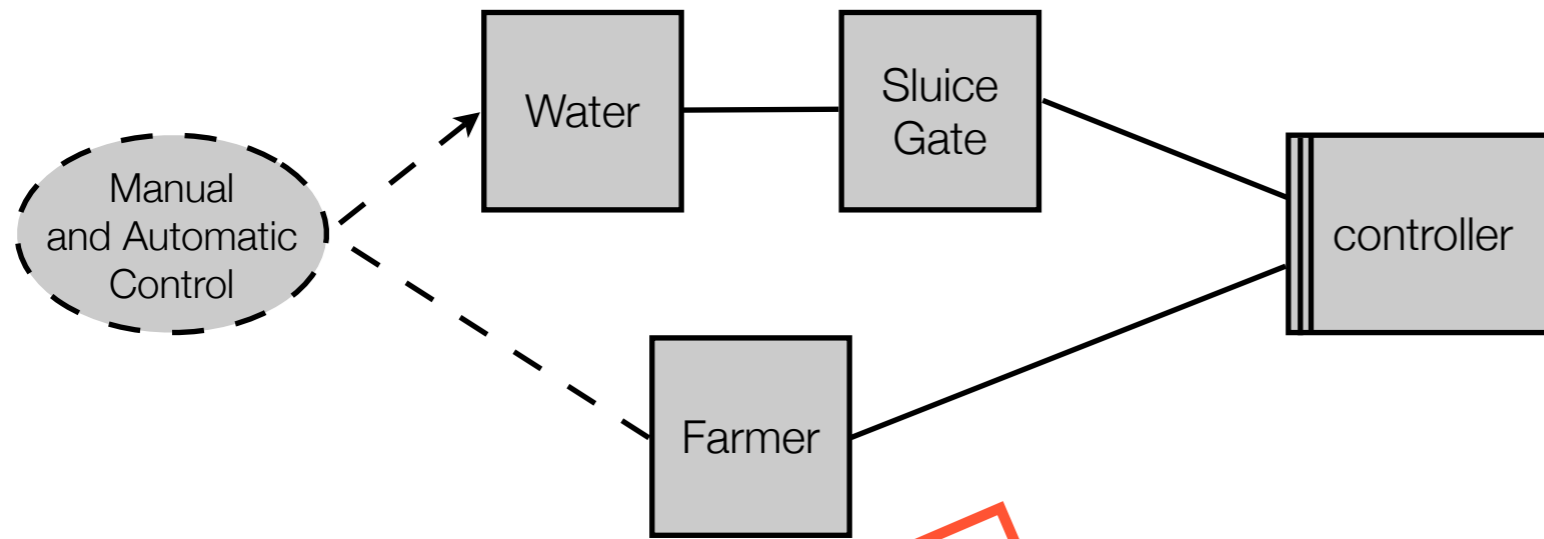 Water
Sluice
Gate
Manual
and Automatic
Control
controller
Farmer